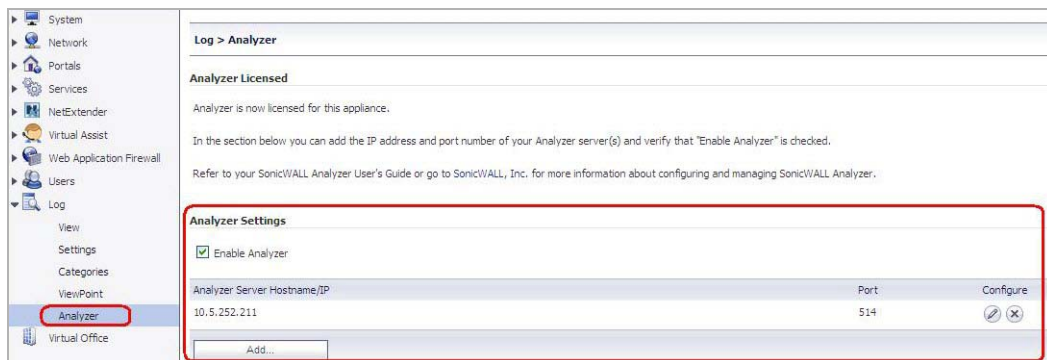 System
Network
Portals
Services
NetExtender
Virtual Assist
Web Application Firewall
Users
Log
View
Settings
Categories
ViewPoint
Analyzer
Virtual Office
Log > Analyzer
Analyzer Licensed
Analyzer is now licensed for this appliance.
In the section below you can add the IP address and port number of your Analyzer server(s) and verify that "Enable Analyzer" is checked.
Refer to your SonicWALL Analyzer User's Guide or go to SonicWALL, Inc. for more information about configuring and managing SonicWALL Analyzer.
Analyzer Settings
Enable Analyzer
Analyzer Server Hostname/IP Port Configure
10.5.252.211 514
Add...